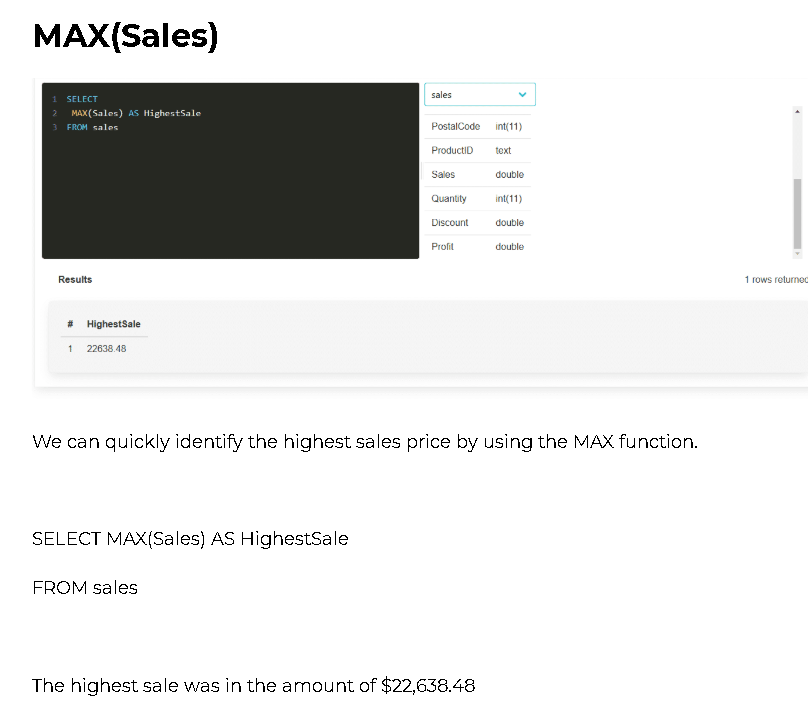 MAX(Sales)
1 SELECT
2 MAX(Sales) AS HighestSale
3 FROM sales
sales
PostalCode int(11)
ProductID text
Sales double
Quantity int(11)
Discount double
Profit double
Results
1 rows returned
# HighestSale
1 22638.48
We can quickly identify the highest sales price by using the MAX function.
SELECT MAX(Sales) AS HighestSale
FROM sales
The highest sale was in the amount of $22,638.48